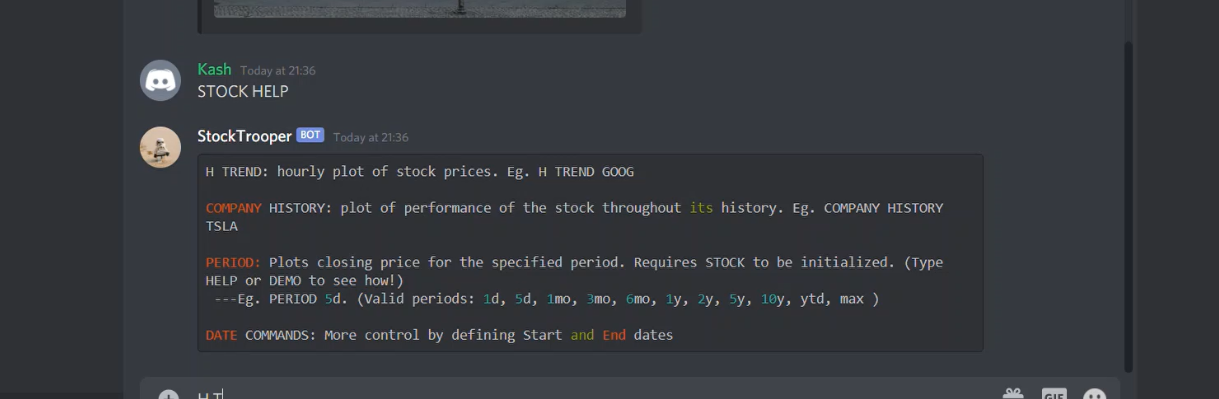 Kash Today at 21:36
STOCK HELP
StockTrooper BOT Today at 21:36
H TREND: hourly plot of stock prices. Eg. H TREND GOOG
COMPANY HISTORY: plot of performance of the stock throughout its history. Eg. COMPANY HISTORY
TSLA
PERIOD: Plots closing price for the specified period. Requires STOCK to be initialized. (Type
HELP or DEMO to see how!)
---Eg. PERIOD 5d. (Valid periods: 1d, 5d, 1mo, 3mo, 6mo, 1y, 2y, 5y, 10y, ytd, max )
DATE COMMANDS: More control by defining Start and End dates
H T
GIF